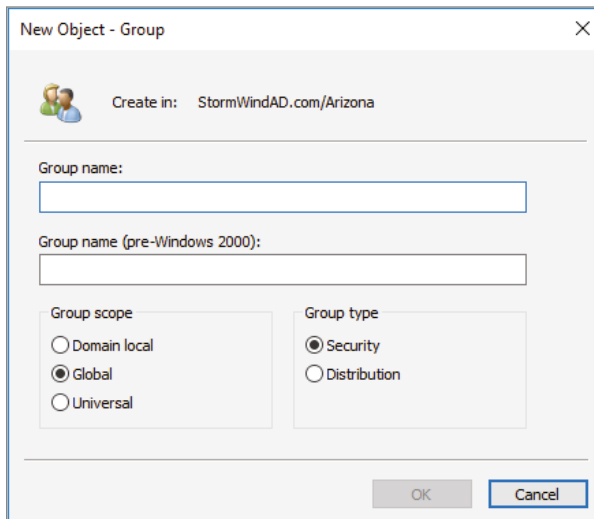 New Object - Group
Create in: StormWindAD.com/Arizona
Group name:
Group name (pre-Windows 2000):
Group scope
Domain local
Global
Universal
Group type
Security
Distribution
OK Cancel